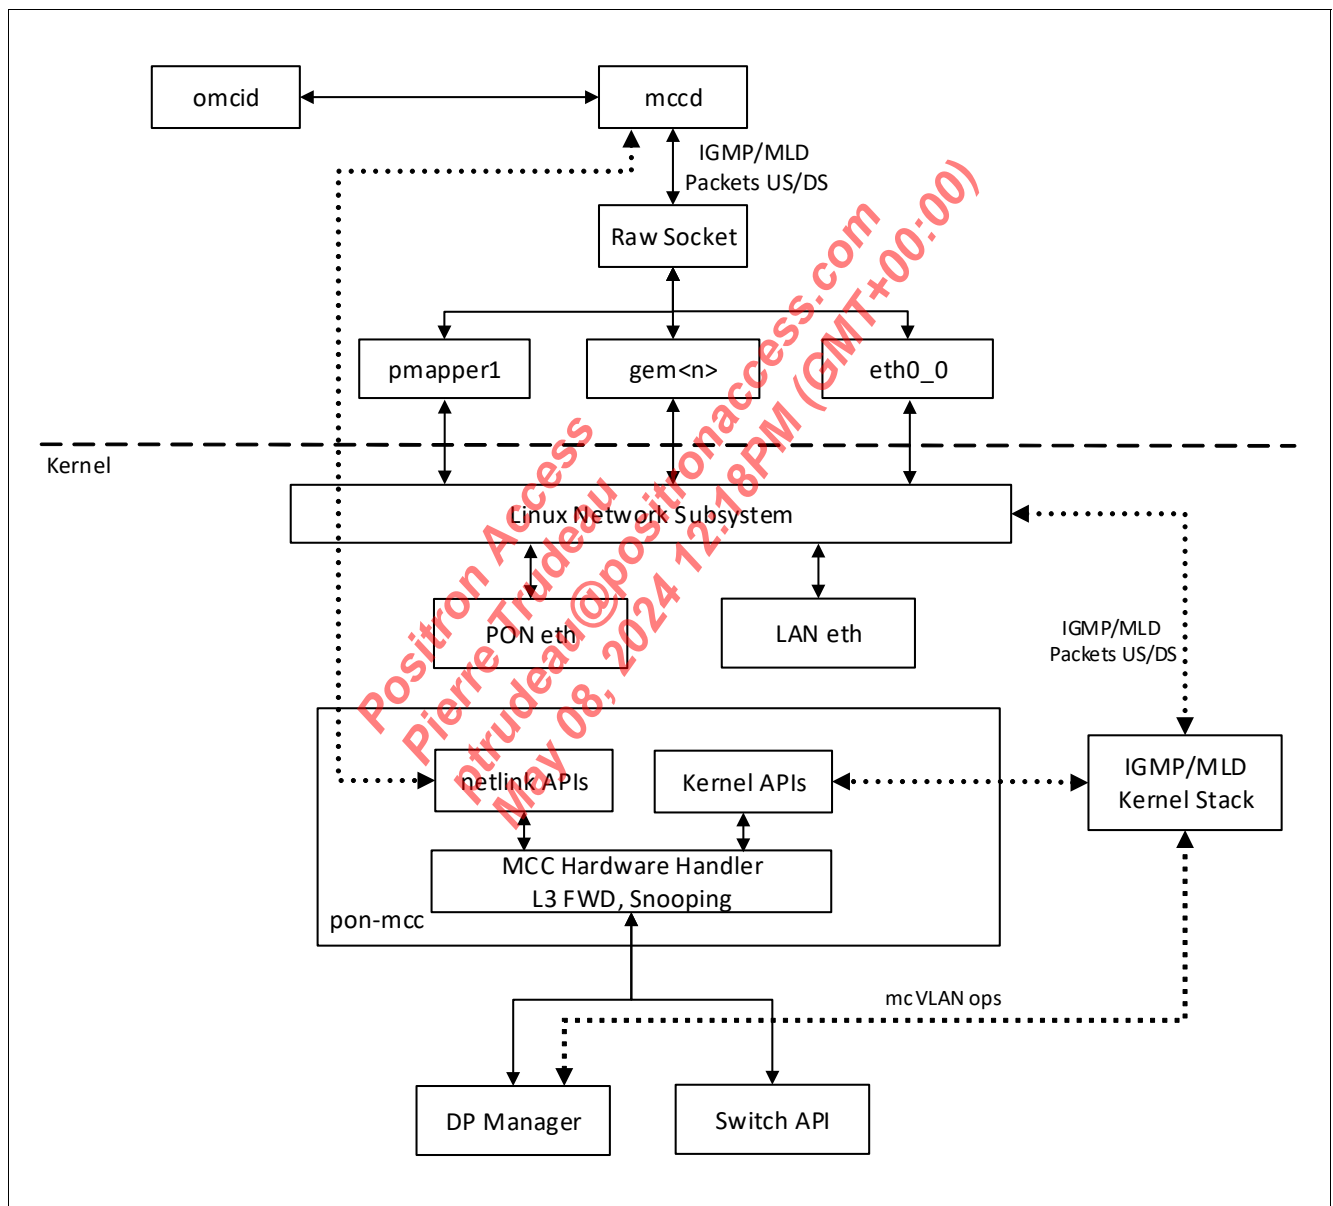 omcid
mccd
IGMP/MLD
Packets US/DS
Raw Socket
pmapper1
gem<n>
eth0_0
Kernel
Linux Network Subsystem
PON eth
LAN eth
IGMP/MLD
Packets US/DS
netlink APIs
Kernel APIs
IGMP/MLD
Kernel Stack
MCC Hardware Handler
L3 FWD, Snooping
pon-mcc
mcVLAN ops
DP Manager
Switch API
Positron Access
Pierre Trudeau
ptrudeau@positronaccess.com
May 08, 2024 12:18PM (GMT+00:00)